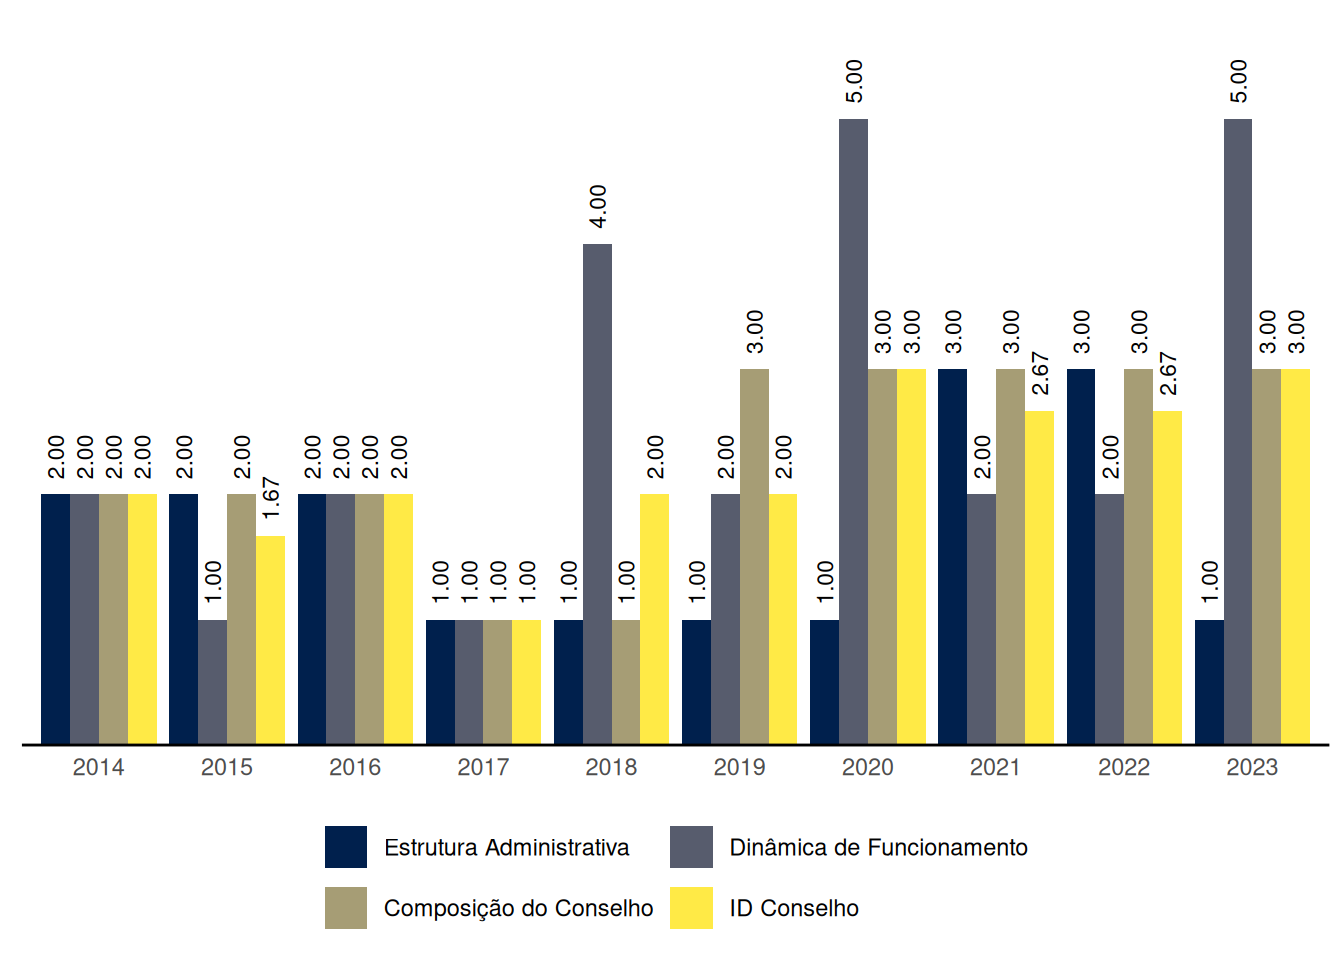 5.00 5.00
4.00
3.00 3.00 3.00 3.00 3.00 3.00 3.00 3.00 3.00
2.67 2.67
2.00 2.00 2.00 2.00 2.00 2.00 2.00 2.00 2.00 2.00 2.00 2.00 2.00 2.00 2.00
1.67
1.00 1.00 1.00 1.00 1.00 1.00 1.00 1.00 1.00 1.00
2014 2015 2016 2017 2018 2019 2020 2021 2022 2023
Estrutura Administrativa Dinâmica de Funcionamento
Composição do Conselho ID Conselho